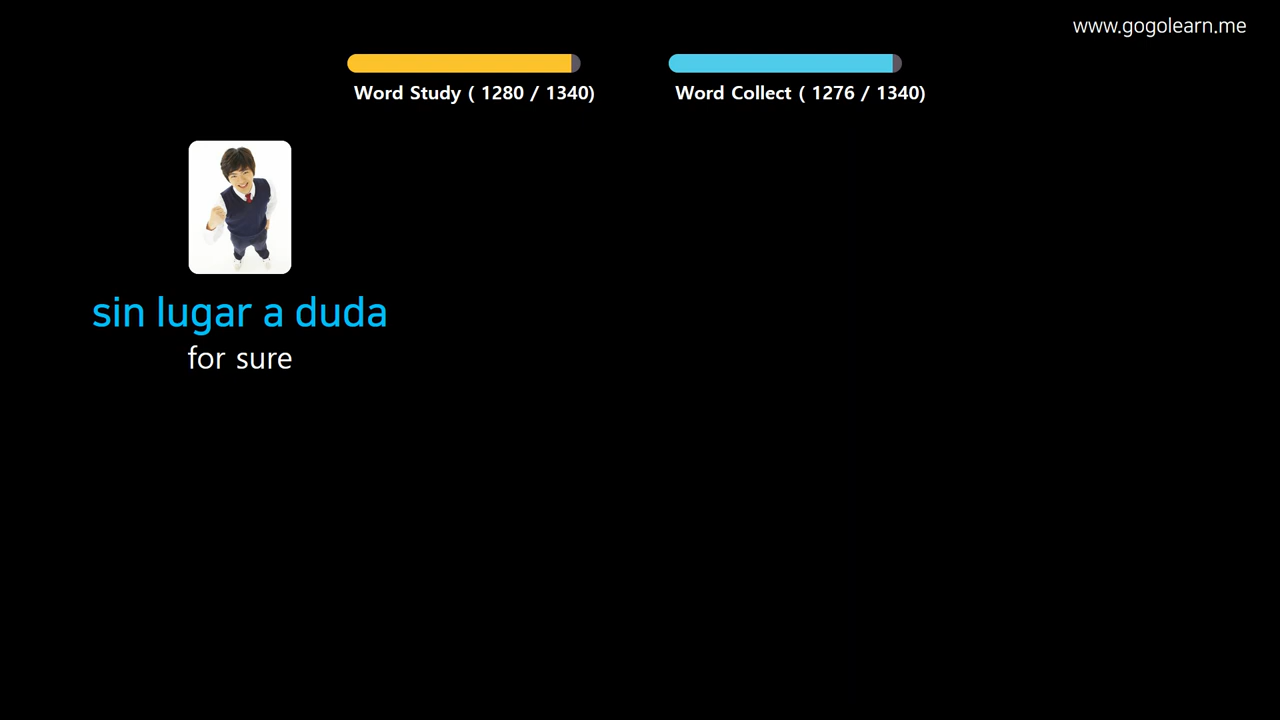 www.gogolearn.me
Word Study ( 1280 / 1340)
Word Collect ( 1276 / 1340)
sin lugar a duda
for sure